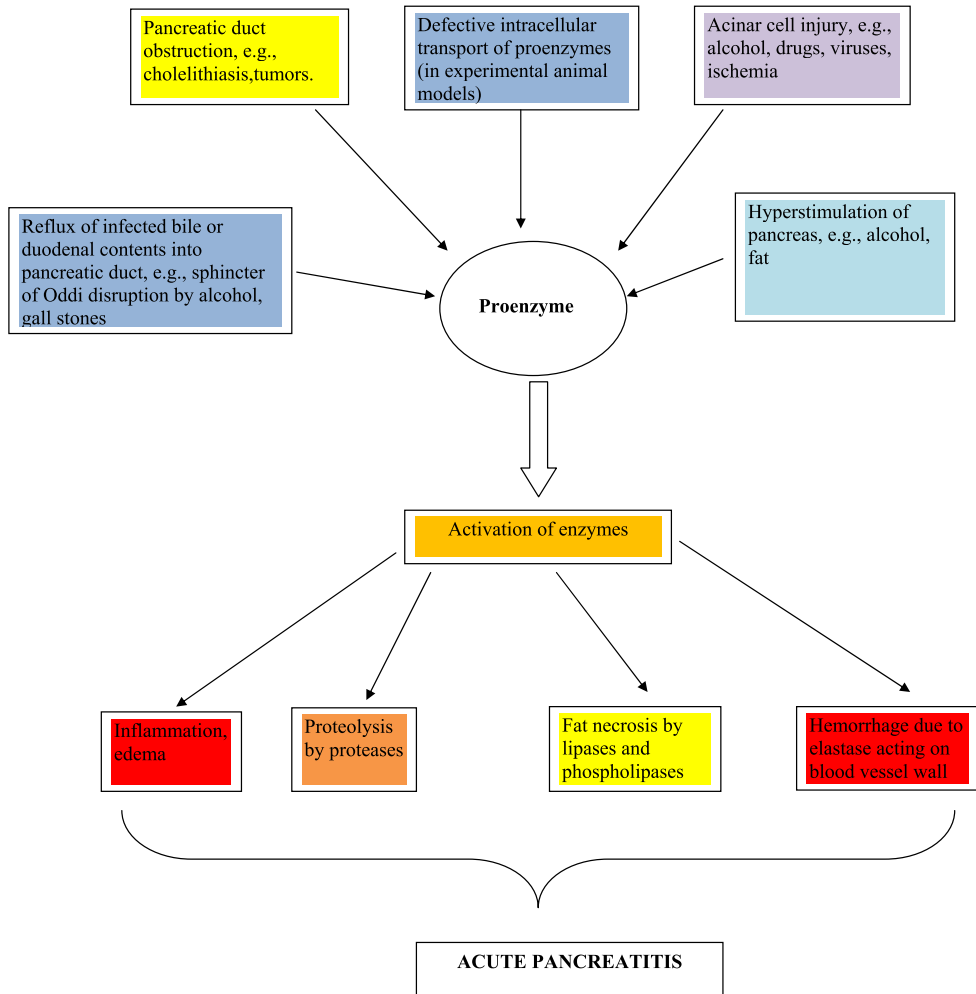 Pancreatic duct
obstruction, e.g.,
cholelithiasis,tumors.
Defective intracellular
transport of proenzymes
(in experimental animal
models)
Acinar cell injury, e.g.,
alcohol, drugs, viruses,
ischemia
Reflux of infected bile or
duodenal contents into
pancreatic duct, e.g., sphincter
of Oddi disruption by alcohol,
gall stones
Hyperstimulation of
pancreas, e.g., alcohol,
fat
Proenzyme
Activation of enzymes
Inflammation,
edema
Proteolysis
by proteases
Fat necrosis by
lipases and
phospholipases
Hemorrhage due to
elastase acting on
blood vessel wall
ACUTE PANCREATITIS